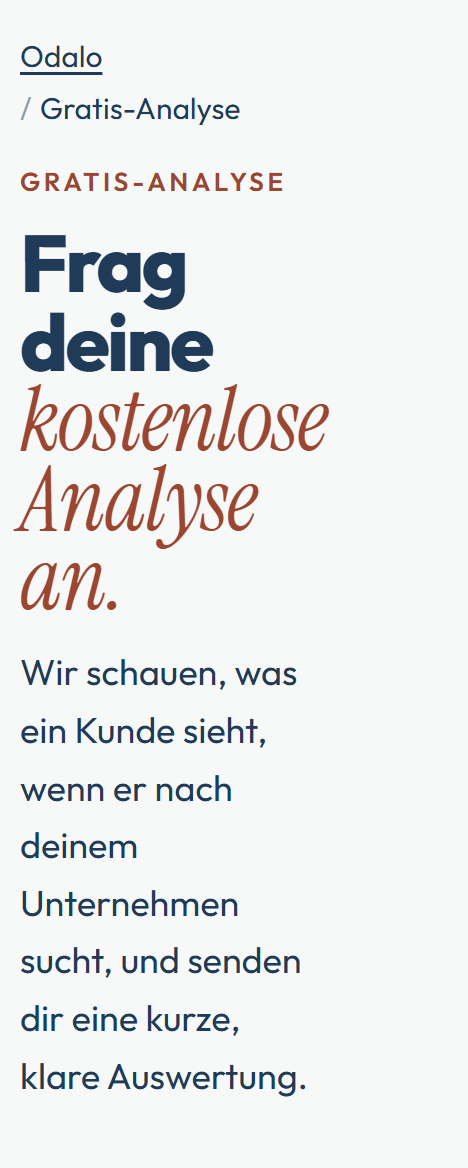 Odalo
/ Gratis-Analyse
GRATIS-ANALYSE
Frag
deine
kostenlose
Analyse
an.
Wir schauen, was
ein Kunde sieht,
wenn er nach
deinem
Unternehmen
sucht, und senden
dir eine kurze,
klare Auswertung.